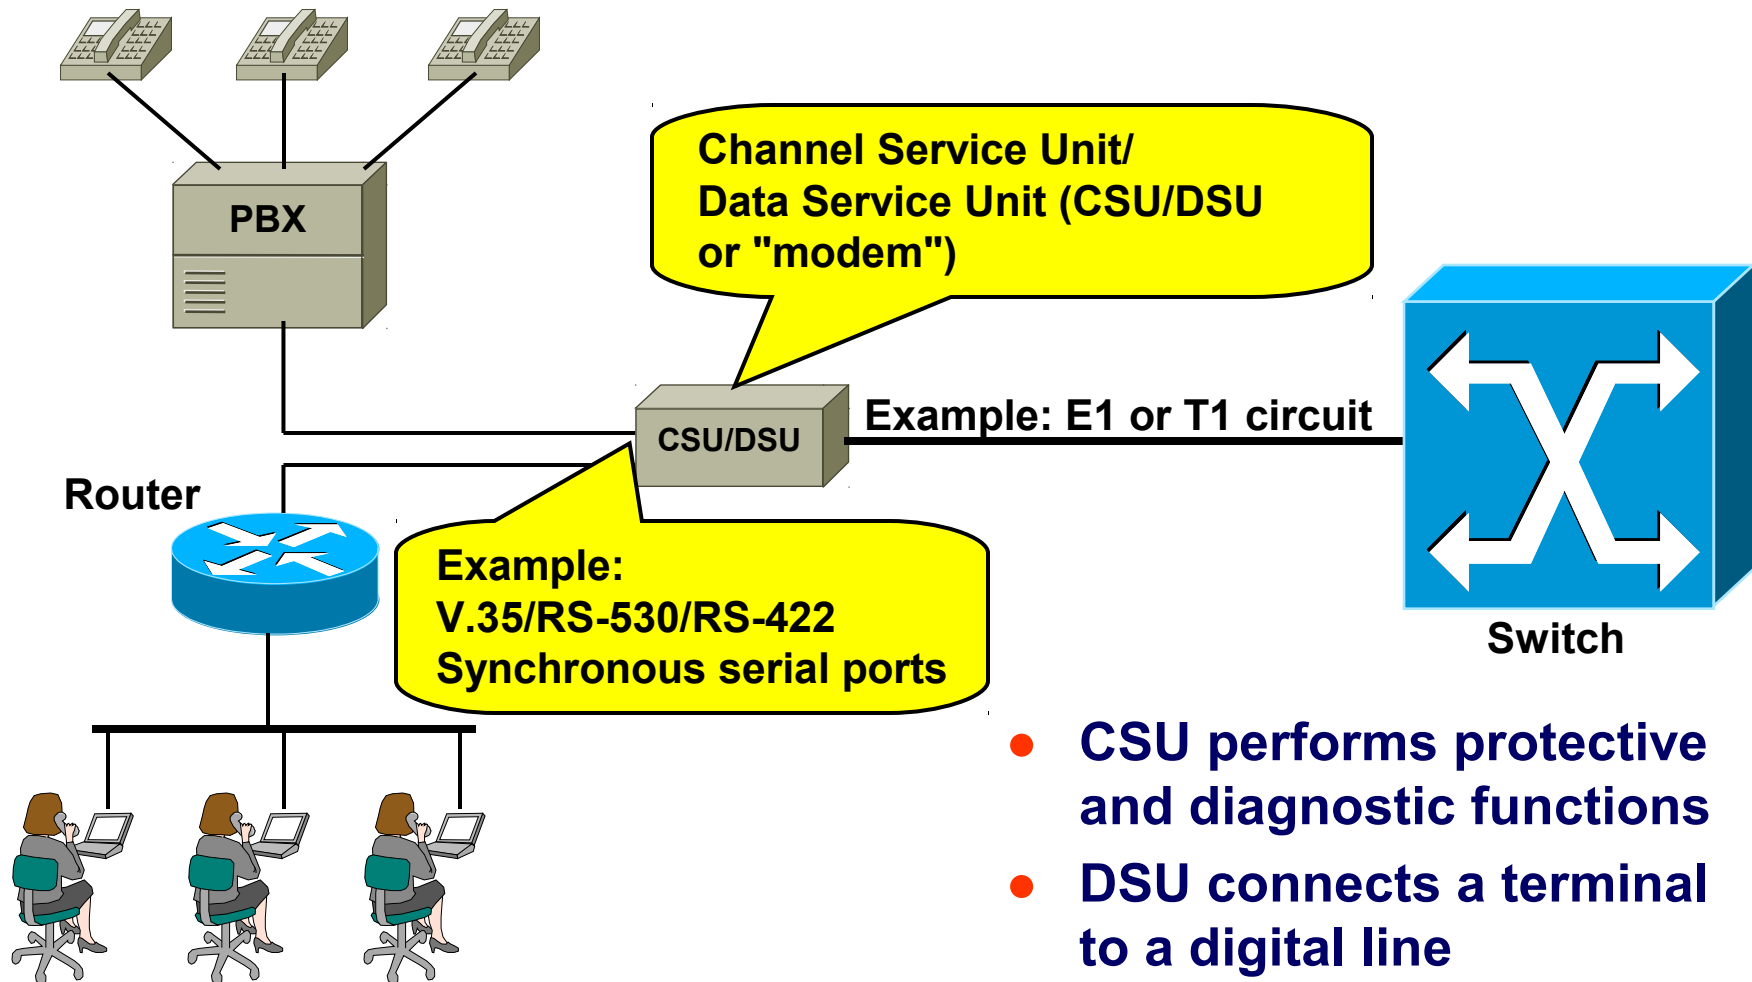 PBX
Channel Service Unit/
Data Service Unit (CSU/DSU
or "modem")
CSU/DSU
Example: E1 or T1 circuit
Router
Example:
V.35/RS-530/RS-422
Synchronous serial ports
Switch
● CSU performs protective
and diagnostic functions
● DSU connects a terminal
to a digital line